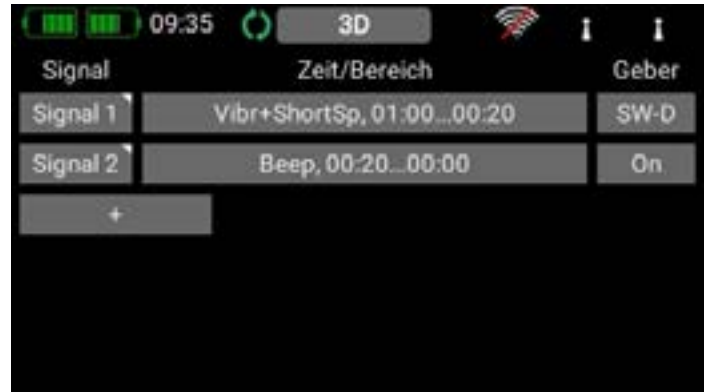 09:35 3D
Signal Zeit/Bereich Geber
Signal 1 Vibr+ShortSp, 01:00...00:20 SW-D
Signal 2 Beep, 00:20...00:00 On
+